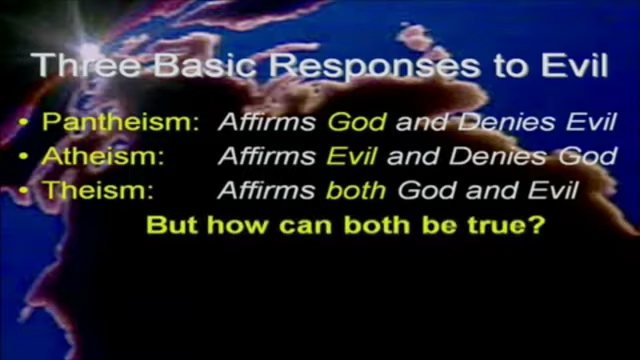 Three Basic Responses to Evil
• Pantheism: Affirms God and Denies Evil
• Atheism: Affirms Evil and Denies God
• Theism: Affirms both God and Evil
But how can both be true?